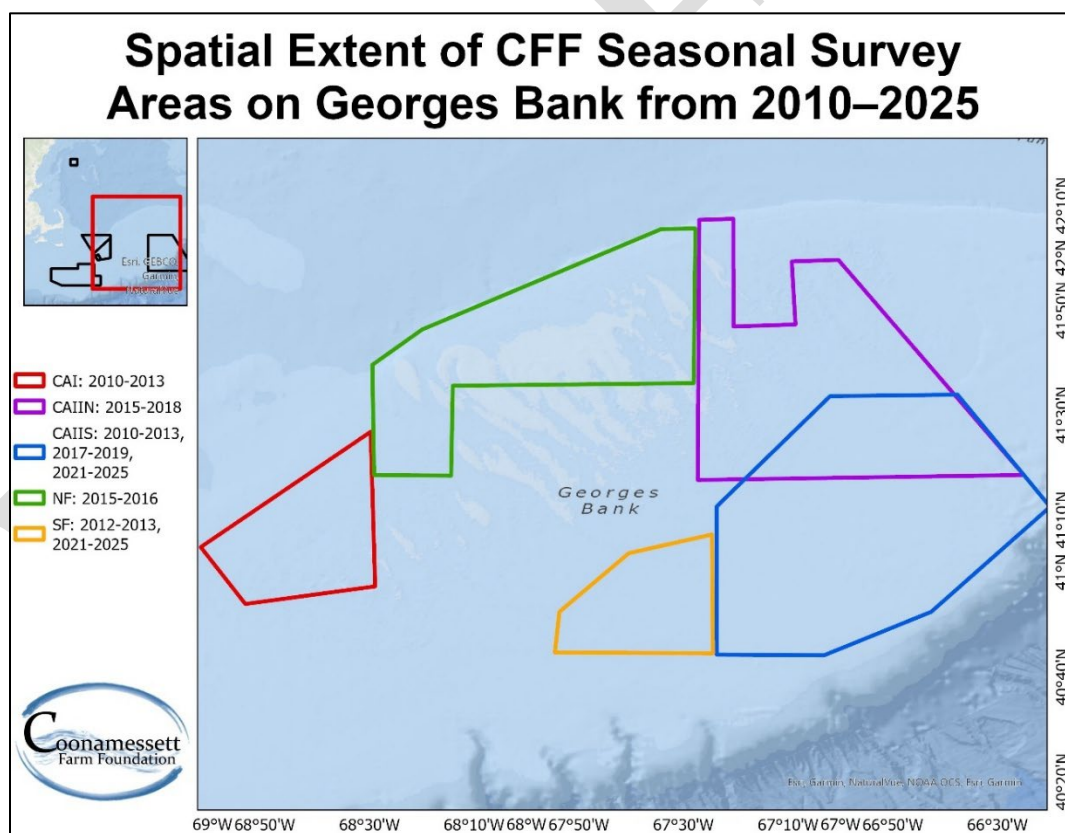 Spatial Extent of CFF Seasonal Survey
Areas on Georges Bank from 2010–2025
Esri, GEBCO,
Garmin,
NaturalVue
CAI: 2010-2013
CAIIN: 2015-2018
CAIIS: 2010-2013,
2017-2019,
2021-2025
NF: 2015-2016
SF: 2012-2013,
2021-2025
Georges
Bank
42°10'N
42°N
41°50'N
41°30'N
41°10'N
41°N
40°40'N
40°20'N
Esri, Garmin, NaturalVue, NOAA OCS, Esri, Garmin
Coonamessett
Farm Foundation
69°W 68°50'W 68°30'W 68°10'W 68°W 67°50'W 67°30'W 67°10'W 67°W 66°50'W 66°30'W